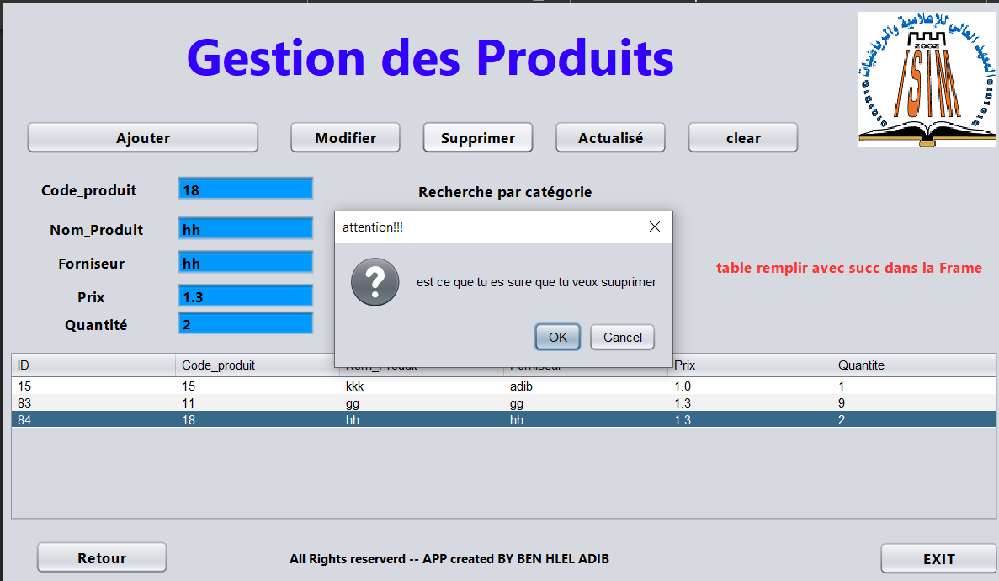 Gestion des Produits
المعهد العالي للإعلامية والرياضيات
2002
ISIM
010101
010101
Ajouter
Modifier
Supprimer
Actualisé
clear
Code_produit
18
Recherche par catégorie
Nom_Produit
hh
Forniseur
hh
Prix
1.3
Quantité
2
attention!!!
est ce que tu es sure que tu veux suuprimer
OK
Cancel
table remplir avec succ dans la Frame
ID Code_produit Nom_Produit Forniseur Prix Quantite
15 15 kkk adib 1.0 1
83 11 gg gg 1.3 9
84 18 hh hh 1.3 2
Retour
All Rights reserverd -- APP created BY BEN HLEL ADIB
EXIT